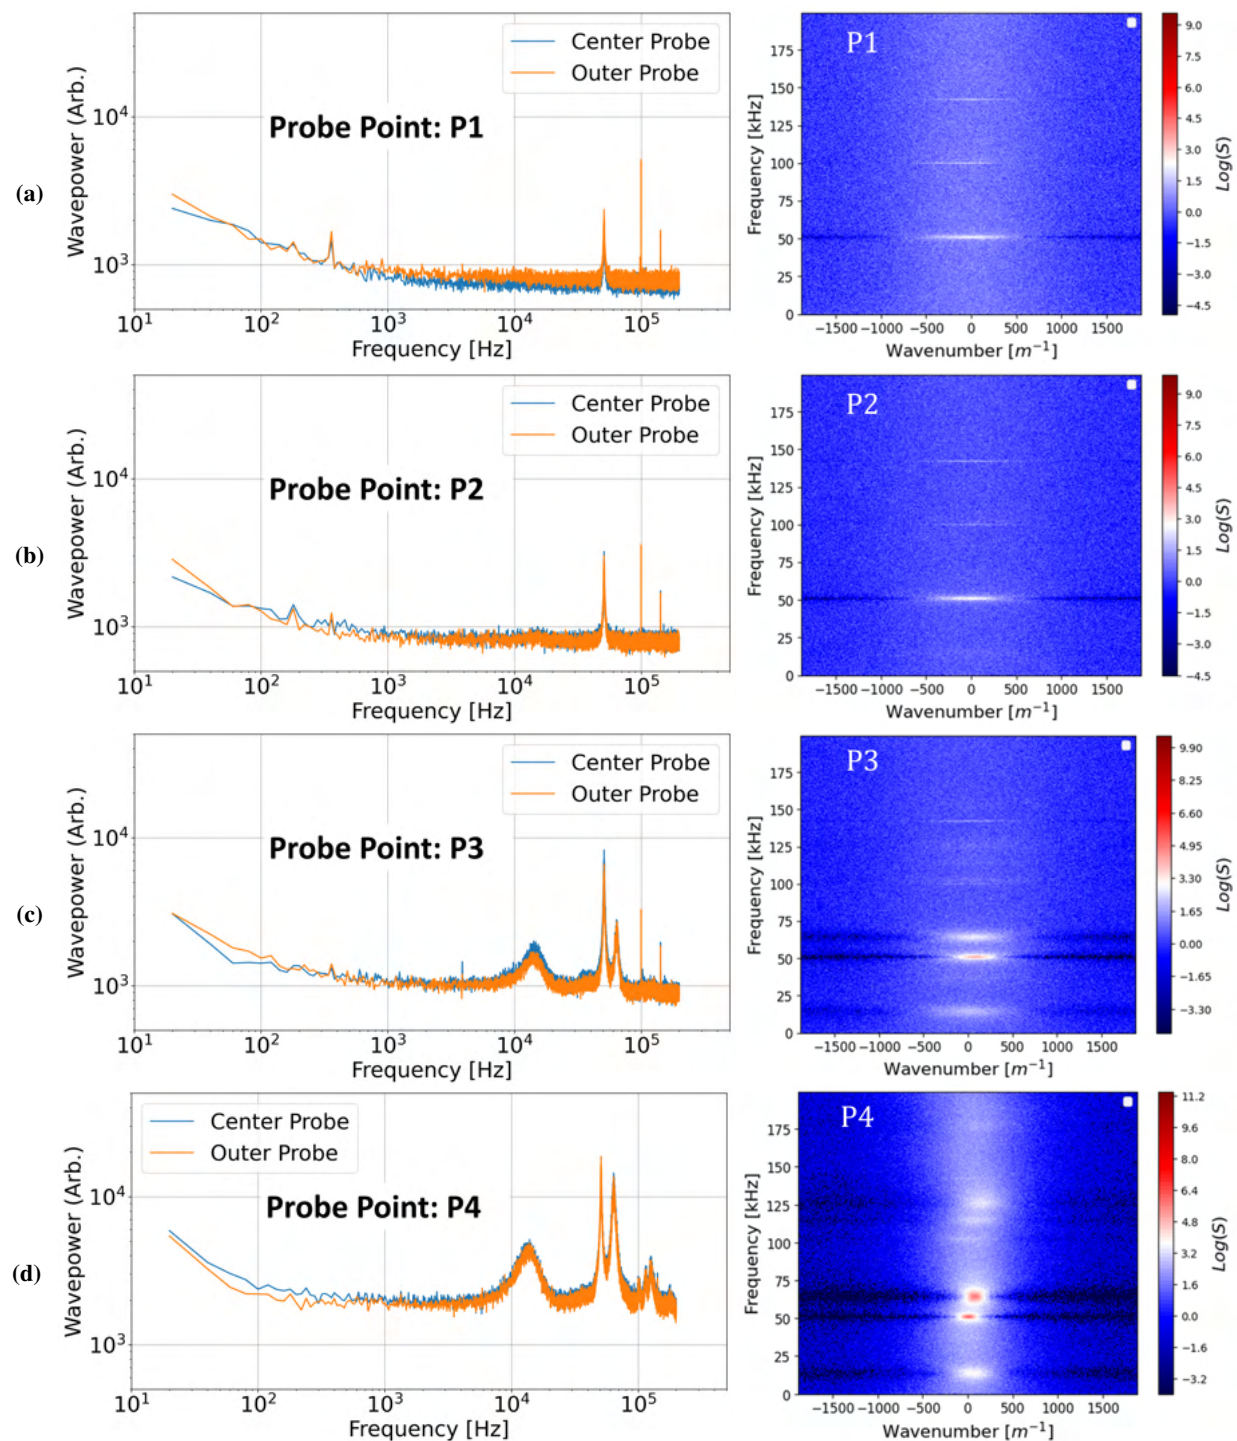 (a)
Wavepower (Arb.)
10^4
10^3
Center Probe
Outer Probe
Probe Point: P1
10^1 10^2 10^3 10^4 10^5
Frequency [Hz]
P1
Frequency [kHz]
175
150
125
100
75
50
25
0
−1500 −1000 −500 0 500 1000 1500
Wavenumber [m^−1]
9.0
7.5
6.0
4.5
3.0
1.5
0.0
−1.5
−3.0
−4.5
Log(S)
(b)
Wavepower (Arb.)
10^4
10^3
Center Probe
Outer Probe
Probe Point: P2
10^1 10^2 10^3 10^4 10^5
Frequency [Hz]
P2
Frequency [kHz]
175
150
125
100
75
50
25
0
−1500 −1000 −500 0 500 1000 1500
Wavenumber [m^−1]
9.0
7.5
6.0
4.5
3.0
1.5
0.0
−1.5
−3.0
−4.5
Log(S)
(c)
Wavepower (Arb.)
10^4
10^3
Center Probe
Outer Probe
Probe Point: P3
10^1 10^2 10^3 10^4 10^5
Frequency [Hz]
P3
Frequency [kHz]
175
150
125
100
75
50
25
0
−1500 −1000 −500 0 500 1000 1500
Wavenumber [m^−1]
9.90
8.25
6.60
4.95
3.30
1.65
0.00
−1.65
−3.30
Log(S)
(d)
Wavepower (Arb.)
10^4
10^3
Center Probe
Outer Probe
Probe Point: P4
10^1 10^2 10^3 10^4 10^5
Frequency [Hz]
P4
Frequency [kHz]
175
150
125
100
75
50
25
0
−1500 −1000 −500 0 500 1000 1500
Wavenumber [m^−1]
11.2
9.6
8.0
6.4
4.8
3.2
1.6
0.0
−1.6
−3.2
Log(S)